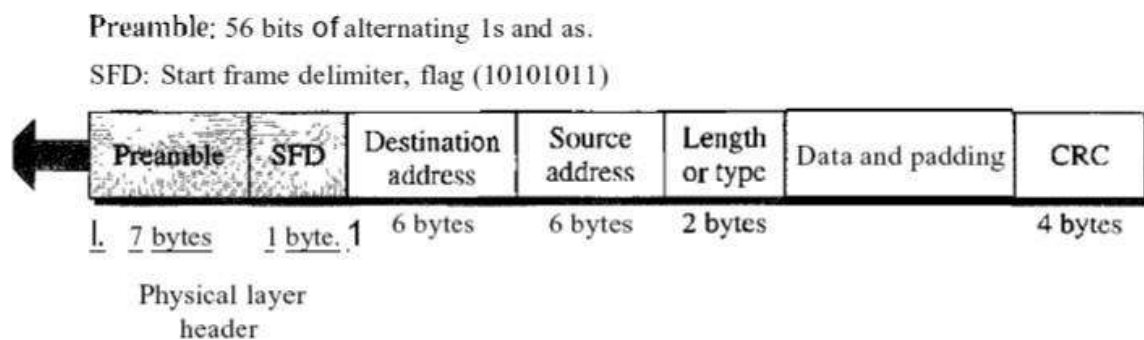 Preamble: 56 bits of alternating 1s and as.
SFD: Start frame delimiter, flag (10101011)
Preamble SFD Destination address Source address Length or type Data and padding CRC
l. 7 bytes 1 byte. 1 6 bytes 6 bytes 2 bytes 4 bytes
Physical layer
header